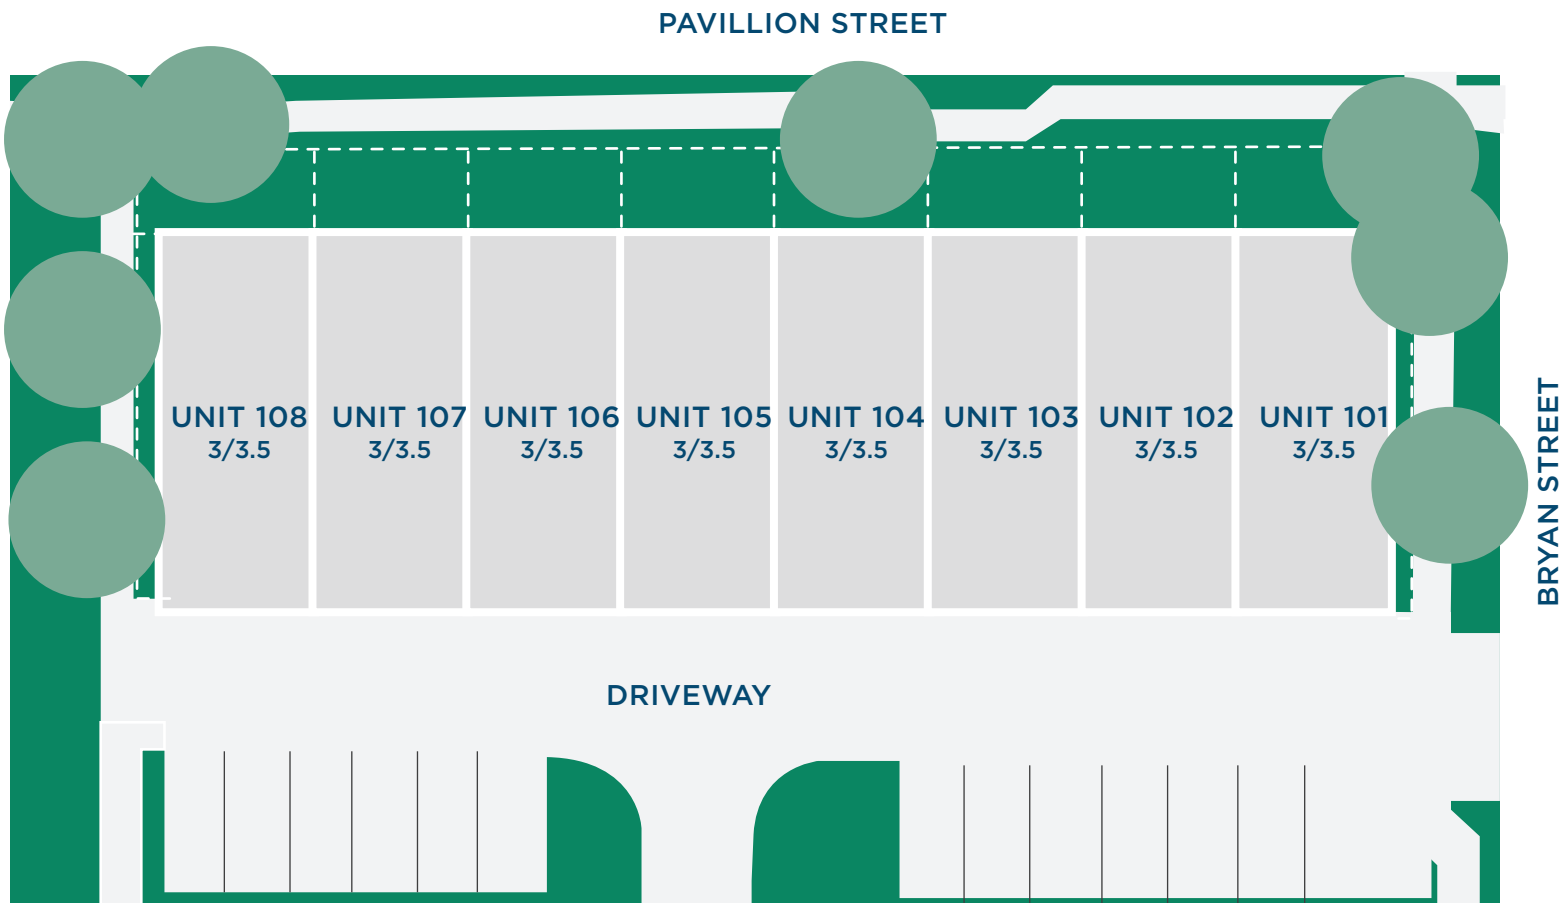 PAVILLION STREET
UNIT 108
3/3.5
UNIT 107
3/3.5
UNIT 106
3/3.5
UNIT 105
3/3.5
UNIT 104
3/3.5
UNIT 103
3/3.5
UNIT 102
3/3.5
UNIT 101
3/3.5
BRYAN STREET
DRIVEWAY